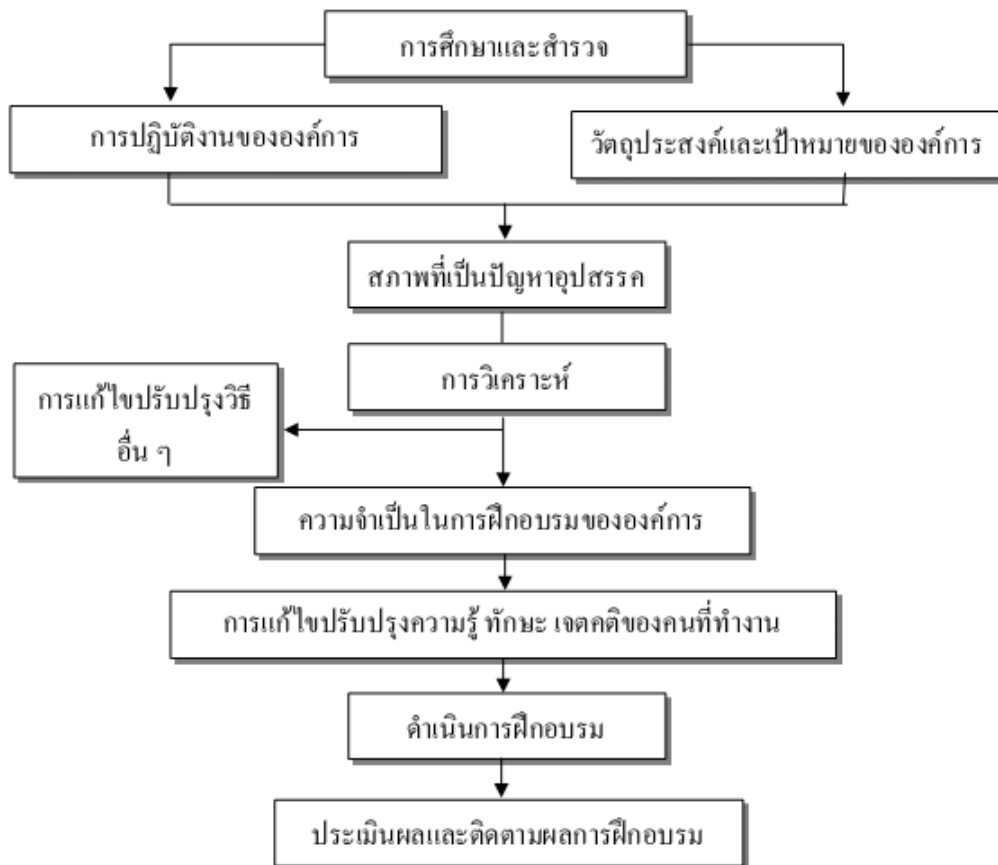 การศึกษาและสำรวจ
การปฏิบัติงานขององค์การ
วัตถุประสงค์และเป้าหมายขององค์การ
สภาพที่เป็นปัญหาอุปสรรค
การวิเคราะห์
การแก้ไขปรับปรุงวิธี
อื่น ๆ
ความจำเป็นในการฝึกอบรมขององค์การ
การแก้ไขปรับปรุงความรู้ ทักษะ เจตคติของคนที่ทำงาน
ดำเนินการฝึกอบรม
ประเมินผลและติดตามผลการฝึกอบรม